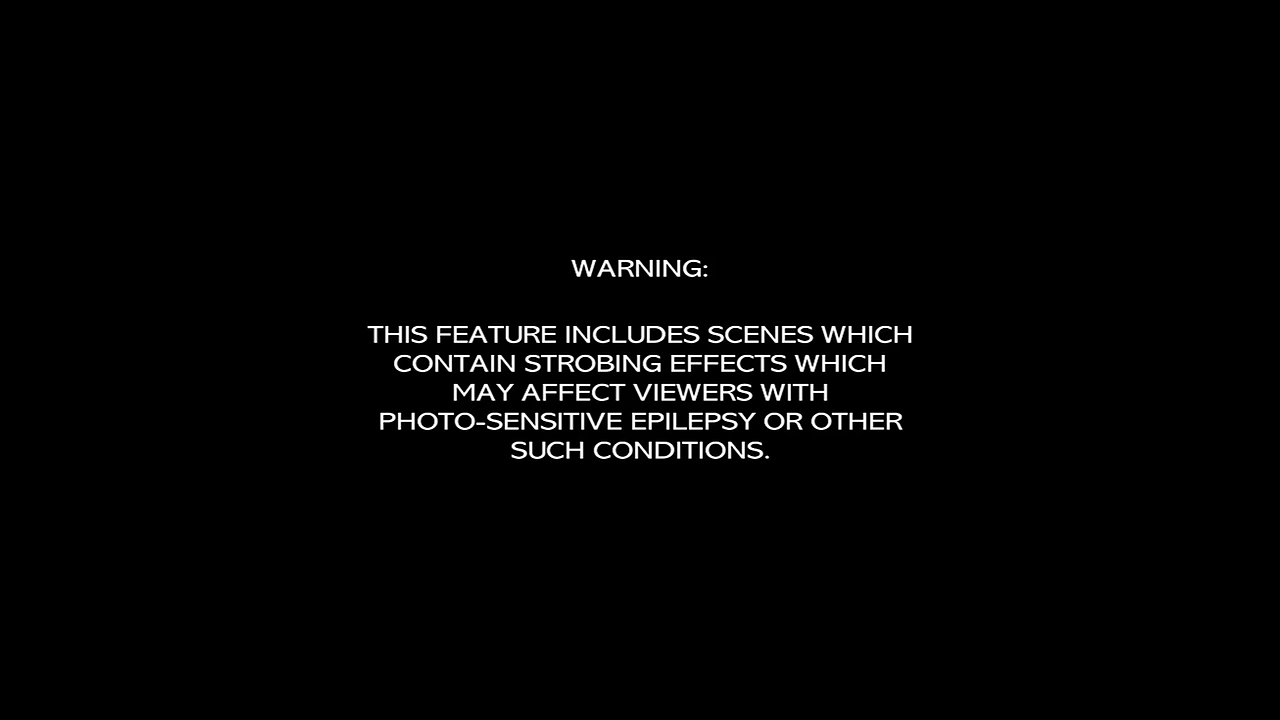 WARNING:
THIS FEATURE INCLUDES SCENES WHICH
CONTAIN STROBING EFFECTS WHICH
MAY AFFECT VIEWERS WITH
PHOTO-SENSITIVE EPILEPSY OR OTHER
SUCH CONDITIONS.